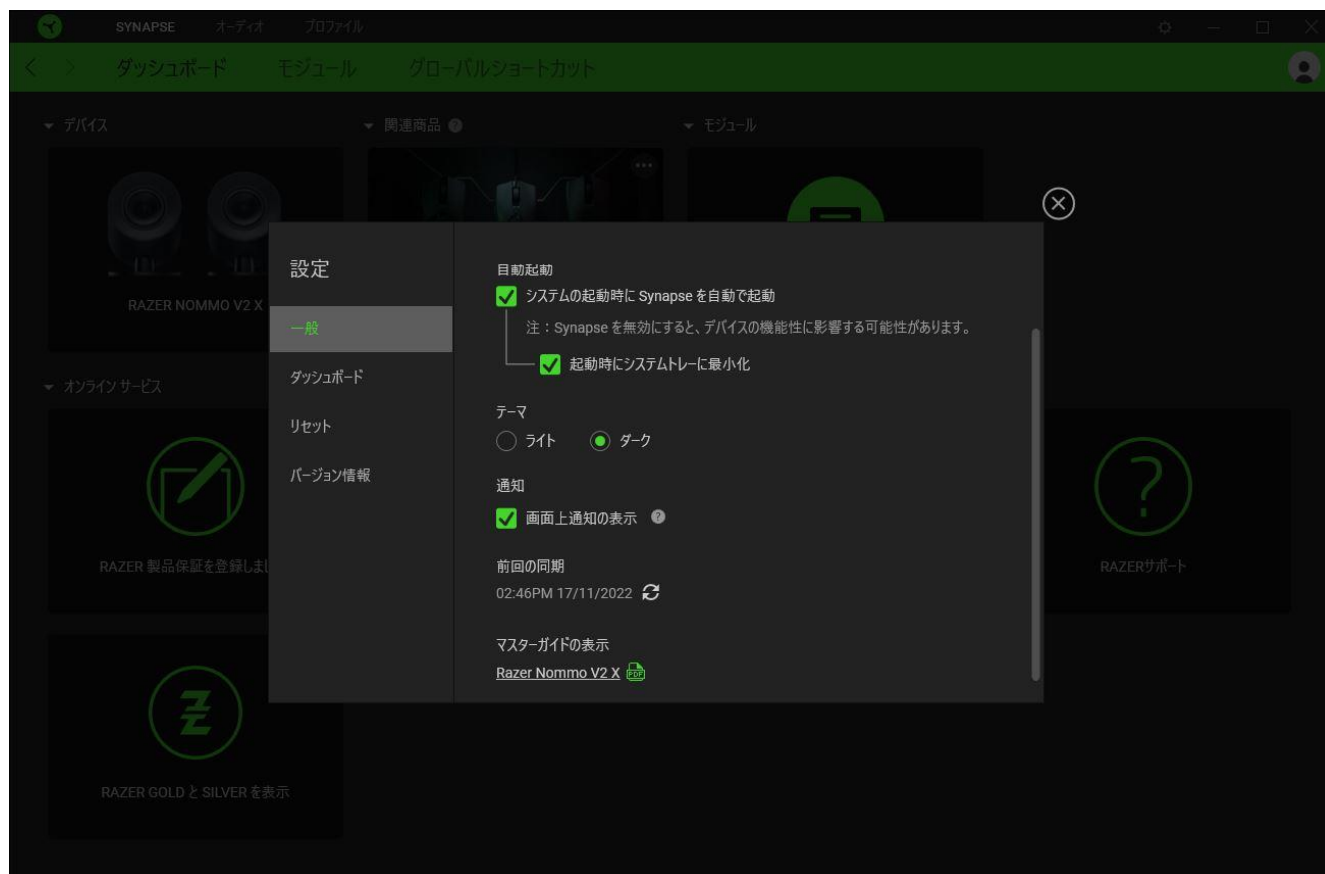 SYNAPSE オーディオ プロファイル
ダッシュボード モジュール グローバルショートカット
デバイス 関連商品 ? モジュール
RAZER NOMMO V2 X
オンライン サービス
RAZER 製品保証を登録しまし
RAZERサポート
RAZER GOLD と SILVER を表示
設定
一般
ダッシュボード
リセット
バージョン情報
自動起動
システムの起動時に Synapse を自動で起動
注：Synapse を無効にすると、デバイスの機能性に影響する可能性があります。
起動時にシステムトレーに最小化
テーマ
ライト ダーク
通知
画面上通知の表示 ?
前回の同期
02:46PM 17/11/2022
マスターガイドの表示
Razer Nommo V2 X PDF